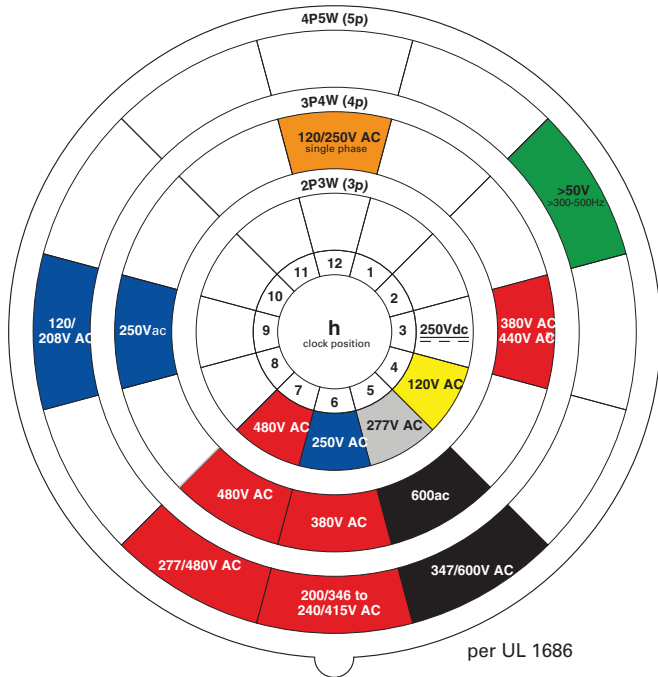 4P5W (5p)
3P4W (4p)
120/250V AC
single phase
>50V
>300-500Hz
2P3W (3p)
12
11
1
10
2
120/
208V AC
250Vac
9
h
clock position
3
250Vdc
380V AC
440V AC
8
4
120V AC
7
5
6
480V AC
250V AC
277V AC
480V AC
380V AC
600ac
277/480V AC
200/346 to
240/415V AC
347/600V AC
per UL 1686